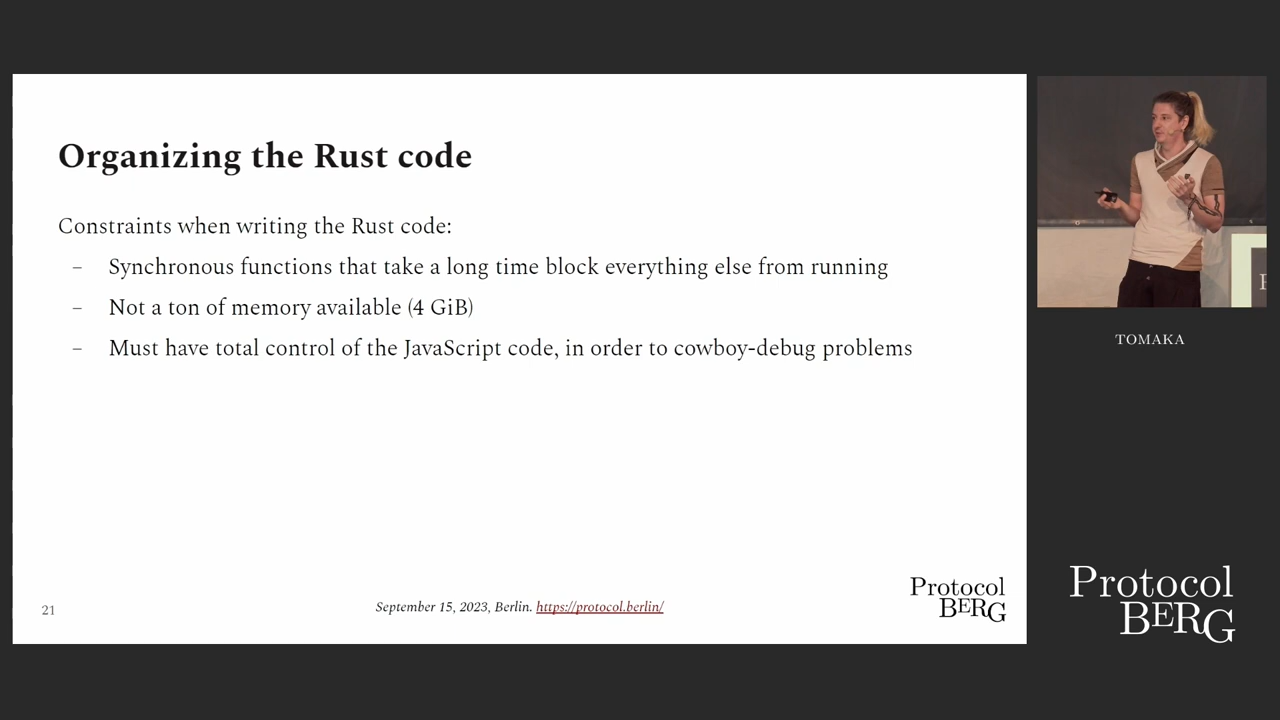 Organizing the Rust code
Constraints when writing the Rust code:
– Synchronous functions that take a long time block everything else from running
– Not a ton of memory available (4 GiB)
– Must have total control of the JavaScript code, in order to cowboy-debug problems
21
September 15, 2023, Berlin. https://protocol.berlin/
Protocol
BERG
TOMAKA
Protocol
BERG